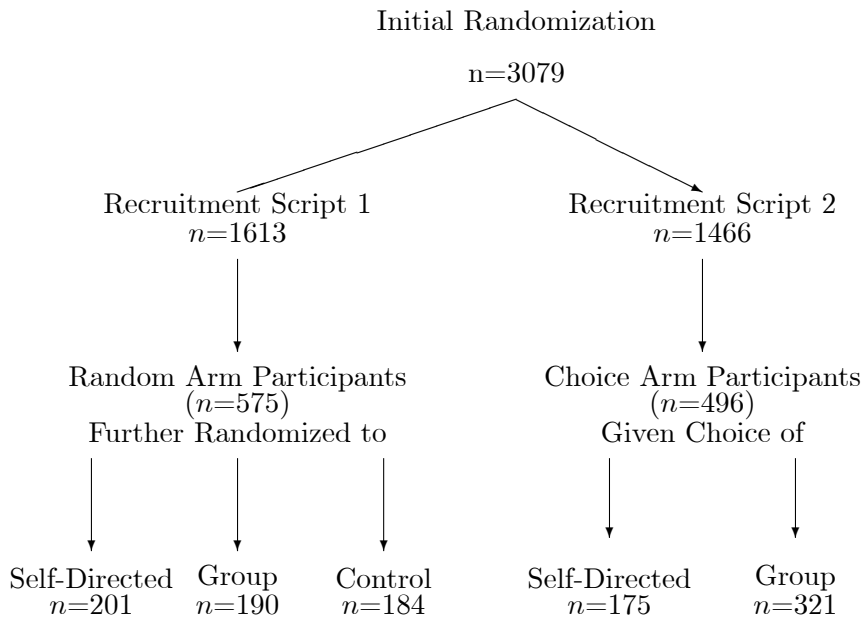 Initial Randomization
n=3079
Recruitment Script 1
n=1613
Recruitment Script 2
n=1466
Random Arm Participants
(n=575)
Further Randomized to
Choice Arm Participants
(n=496)
Given Choice of
Self-Directed
n=201
Group
n=190
Control
n=184
Self-Directed
n=175
Group
n=321